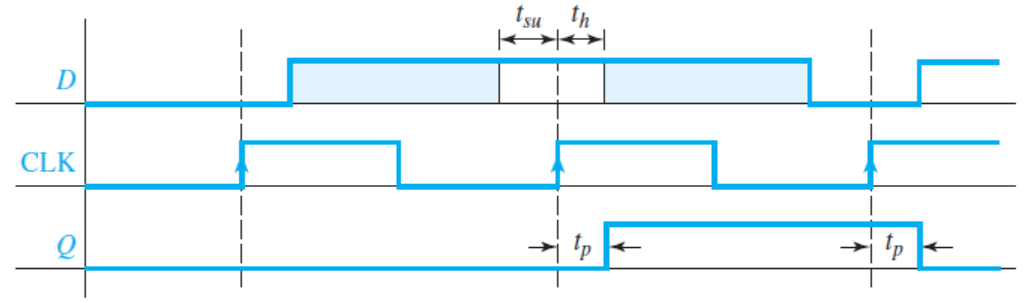 t_su t_h
D
CLK
Q t_p t_p